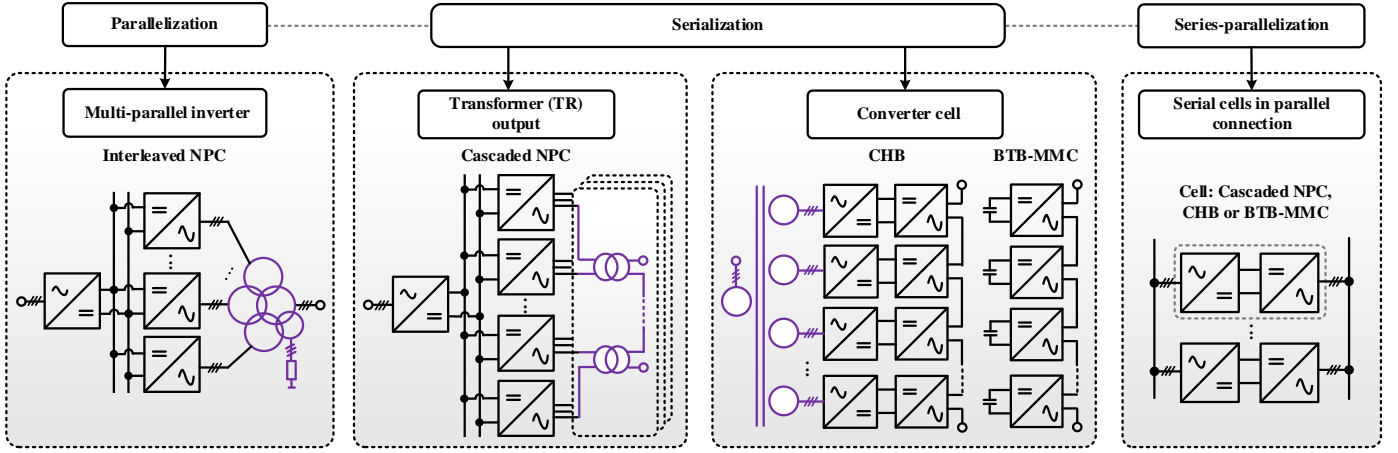 Parallelization
Serialization
Series-parallelization
Multi-parallel inverter
Interleaved NPC
Transformer (TR)
output
Cascaded NPC
Converter cell
CHB
BTB-MMC
Serial cells in parallel
connection
Cell: Cascaded NPC,
CHB or BTB-MMC